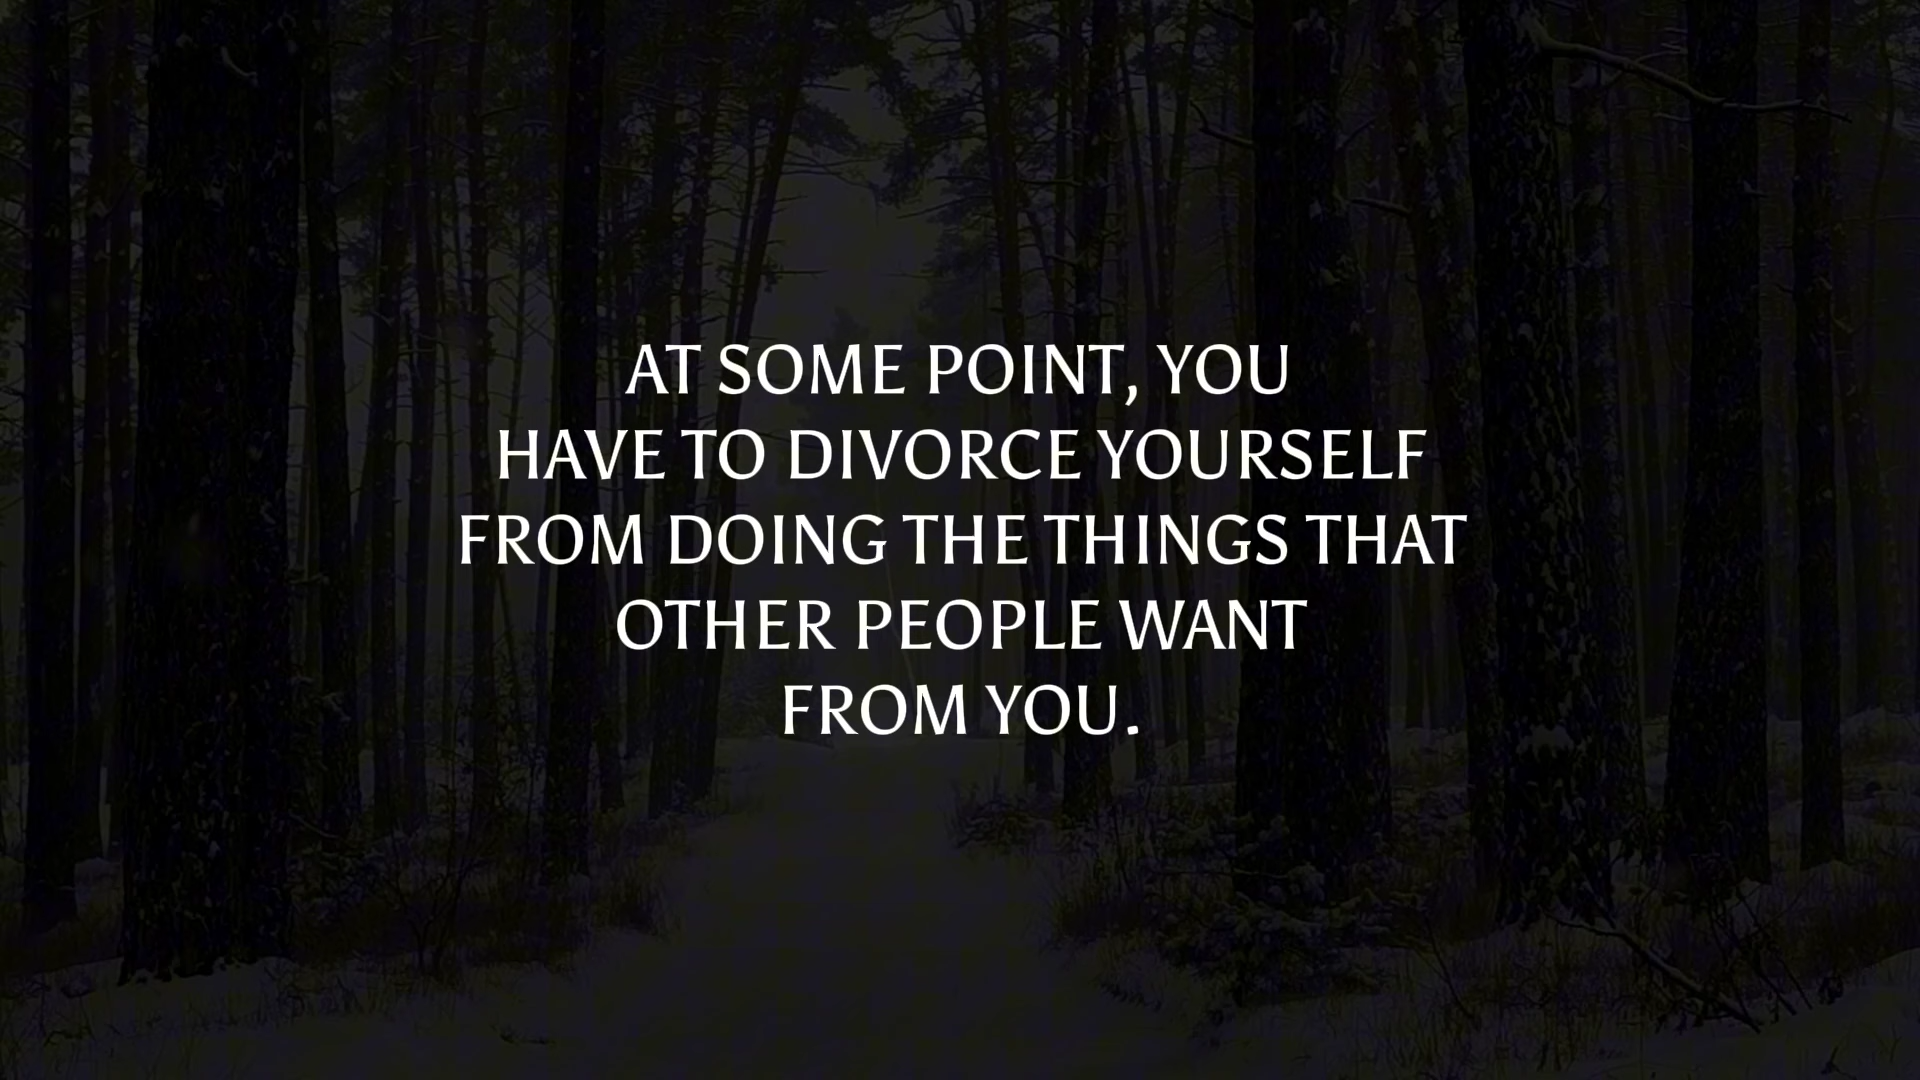 AT SOME POINT, YOU
HAVE TO DIVORCE YOURSELF
FROM DOING THE THINGS THAT
OTHER PEOPLE WANT
FROM YOU.